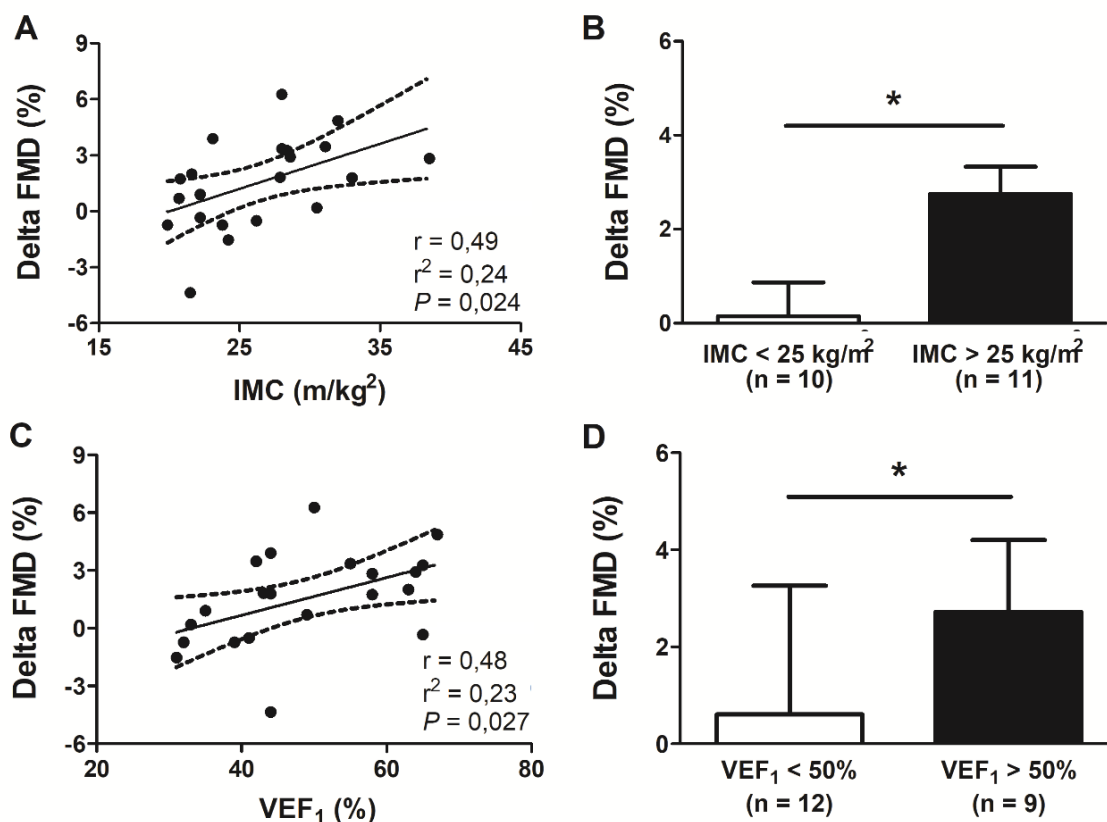 A
Delta FMD (%)
9
6
3
0
-3
-6
15
25
35
45
r = 0,49
r² = 0,24
P = 0,024
IMC (m/kg²)
B
Delta FMD (%)
6
4
2
0
*
IMC < 25 kg/m²
(n = 10)
IMC > 25 kg/m²
(n = 11)
C
Delta FMD (%)
9
6
3
0
-3
-6
20
40
60
80
r = 0,48
r² = 0,23
P = 0,027
VEF₁ (%)
D
Delta FMD (%)
6
4
2
0
*
VEF₁ < 50%
(n = 12)
VEF₁ > 50%
(n = 9)